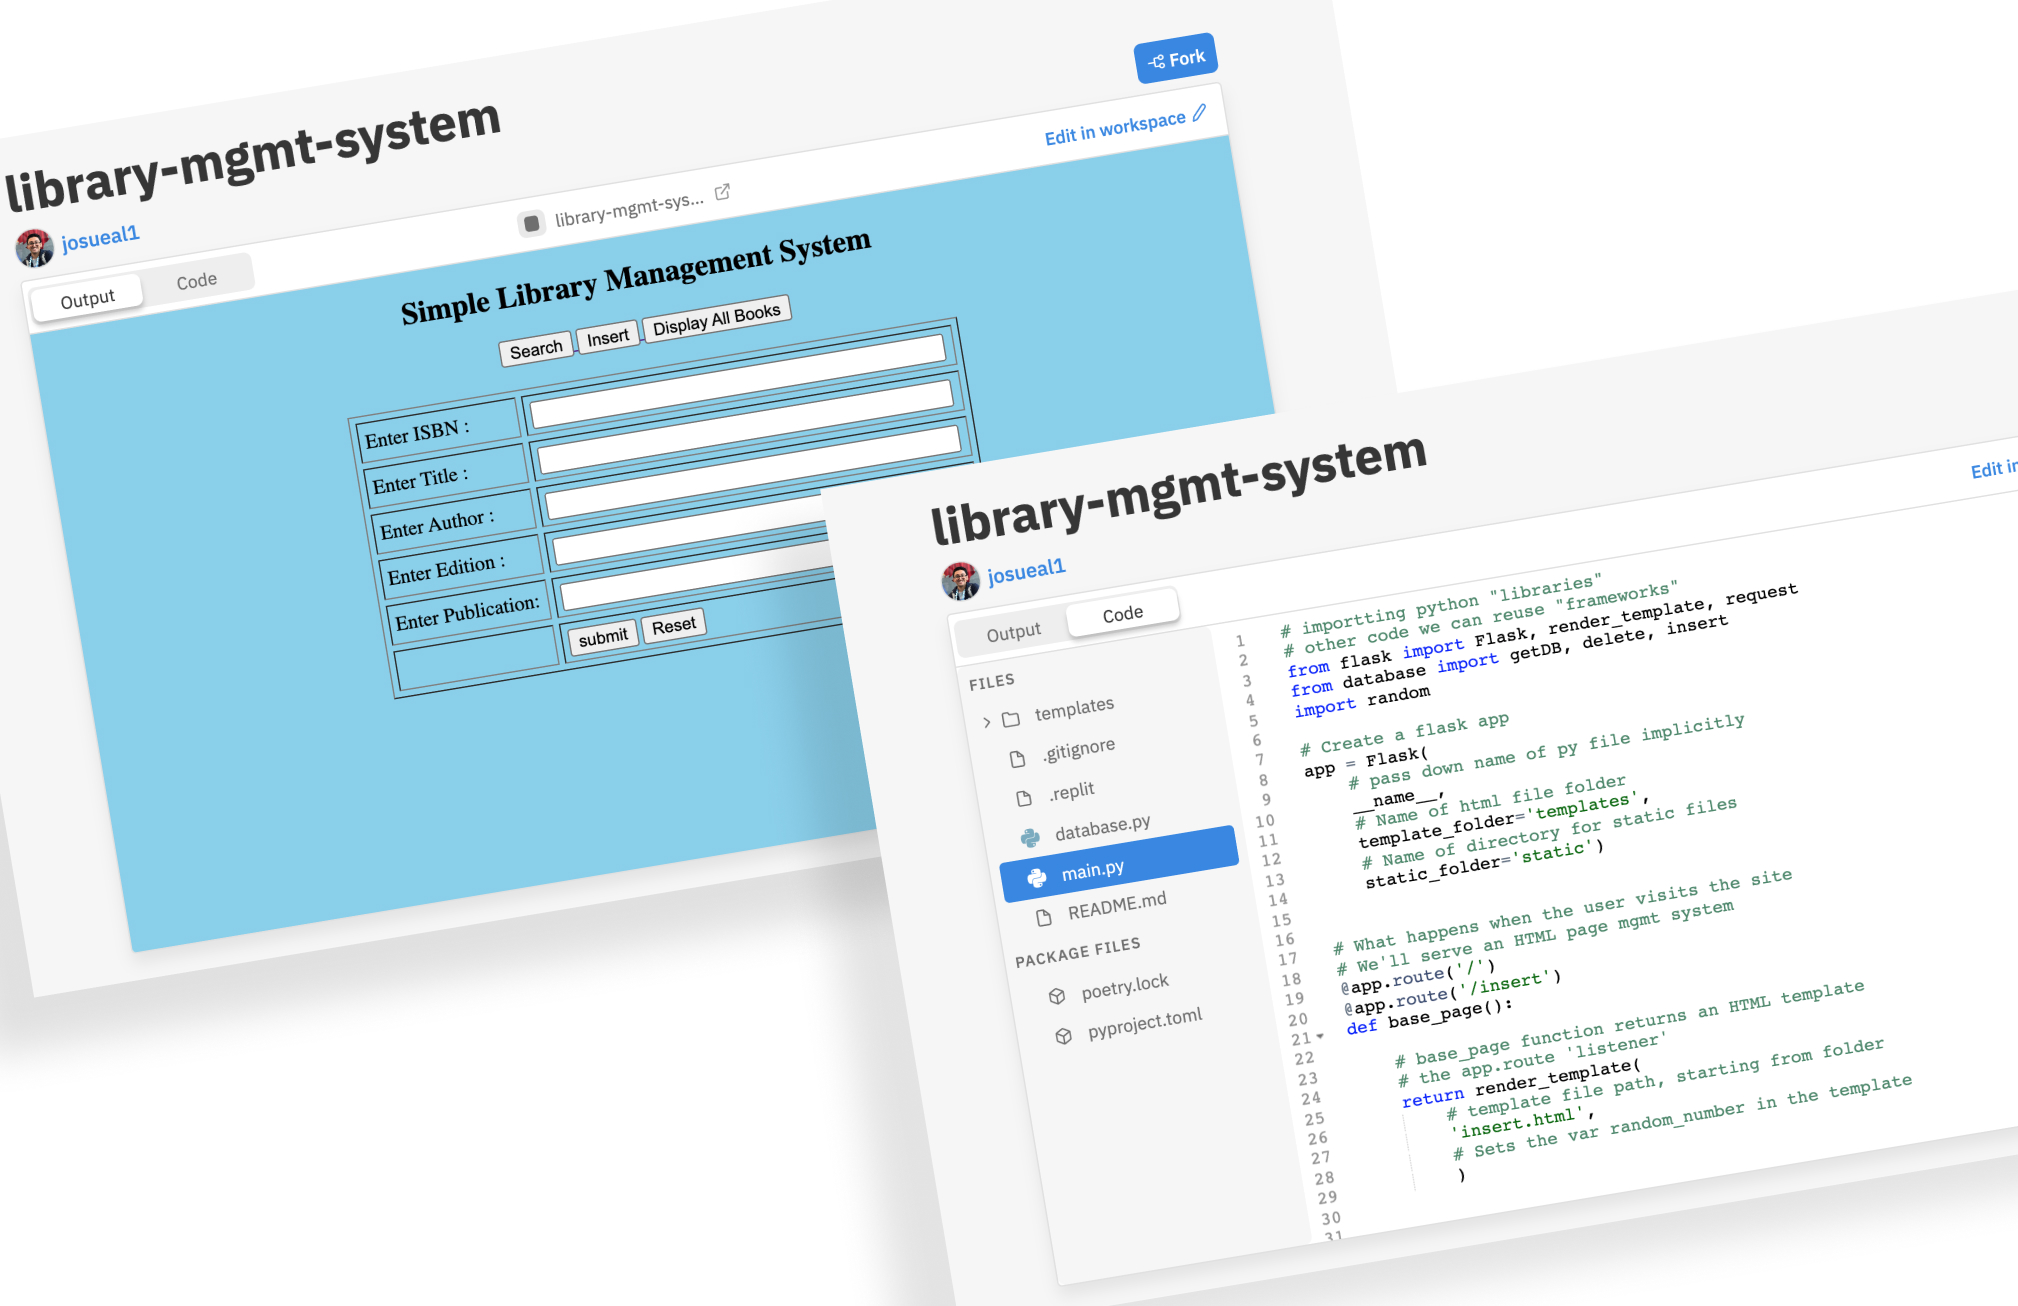 Fork
library-mgmt-system
josueal1
Edit in workspace
library-mgmt-sys...
Output
Code
Simple Library Management System
Search
Insert
Display All Books
Enter ISBN :
Enter Title :
Enter Author :
Enter Edition :
Enter Publication:
submit
Reset
library-mgmt-system
josueal1
Edit in
Output
Code
FILES
templates
.gitignore
.replit
database.py
main.py
README.md
PACKAGE FILES
poetry.lock
pyproject.toml
1
2
3
4
5
6
7
8
9
10
11
12
13
14
15
16
17
18
19
20
21
22
23
24
25
26
27
28
29
30
31
# importting python "libraries"
# other code we can reuse "frameworks"
from flask import Flask, render_template, request
from database import getDB, delete, insert
import random
# Create a flask app
app = Flask(
# pass down name of py file implicitly
__name__,
# Name of html file folder
template_folder='templates',
# Name of directory for static files
static_folder='static')
# What happens when the user visits the site
# We'll serve an HTML page mgmt system
@app.route('/')
@app.route('/insert')
def base_page():
# base_page function returns an HTML template
# the app.route 'listener'
return render_template(
# template file path, starting from folder
'insert.html',
# Sets the var random_number in the template
)